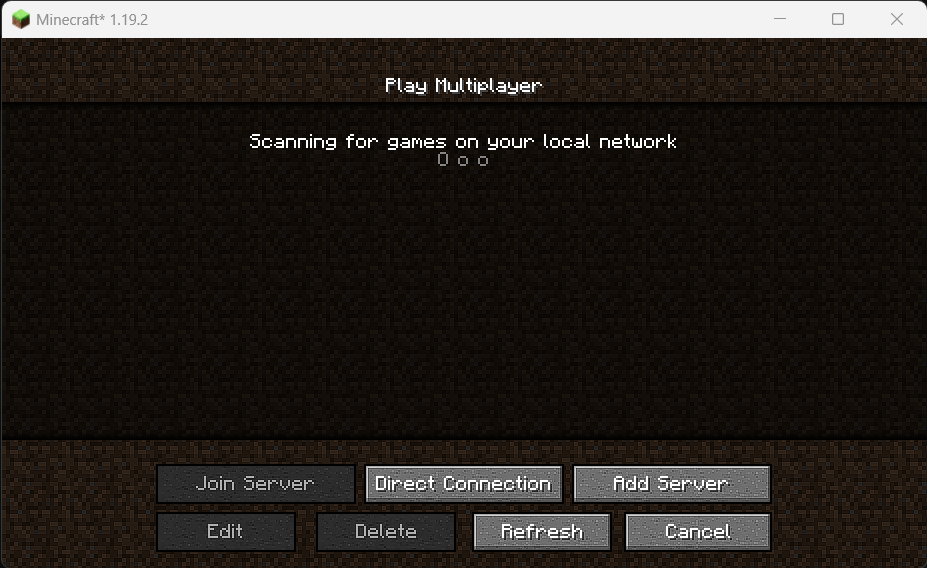 Minecraft* 1.19.2
Play Multiplayer
Scanning for games on your local network
O o o
Join Server
Direct Connection
Add Server
Edit
Delete
Refresh
Cancel